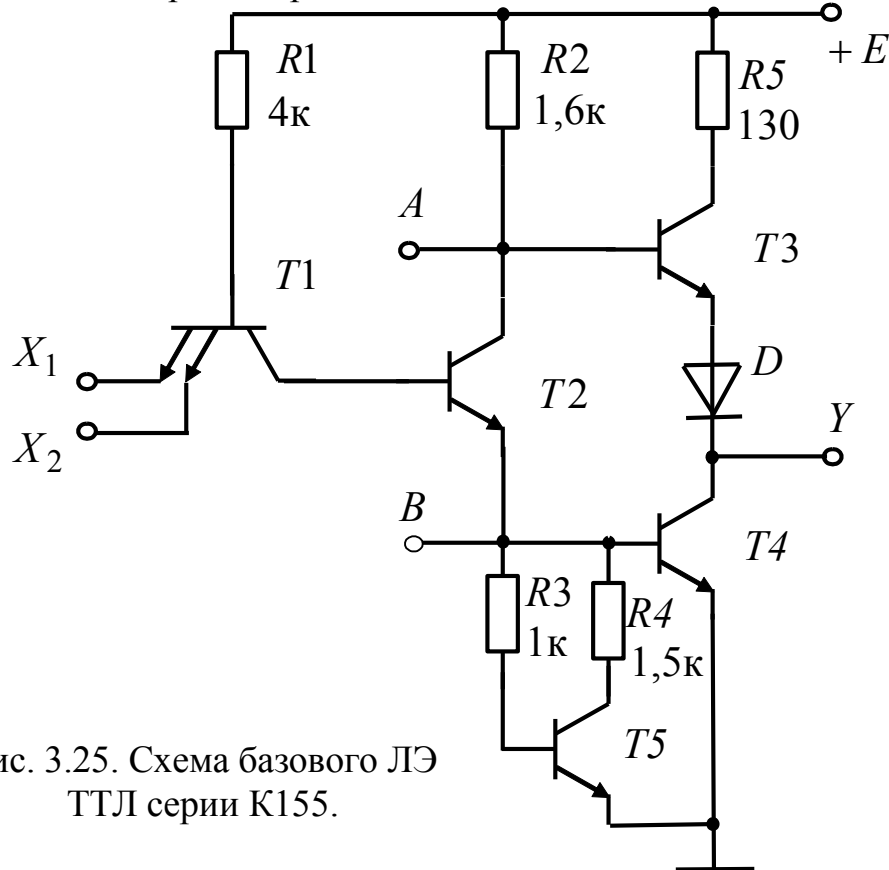 + E
R1
4к
R2
1,6к
R5
130
A
T1
T3
X1
X2
T2
D
Y
B
T4
R3
1к
R4
1,5к
T5
ис. 3.25. Схема базового ЛЭ
ТТЛ серии К155.